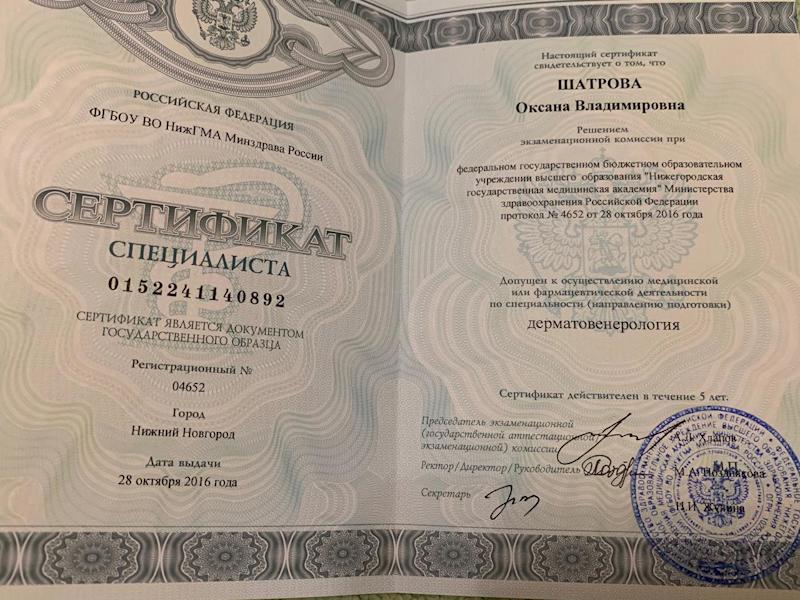 РОССИЙСКАЯ ФЕДЕРАЦИЯ
ФГБОУ ВО НижГМА Минздрава России
СЕРТИФИКАТ
СПЕЦИАЛИСТА
0152241140892
СЕРТИФИКАТ ЯВЛЯЕТСЯ ДОКУМЕНТОМ
ГОСУДАРСТВЕННОГО ОБРАЗЦА
Регистрационный №
04652
Город
Нижний Новгород
Дата выдачи
28 октября 2016 года
Настоящий сертификат
свидетельствует о том, что
ШАТРОВА
Оксана Владимировна
Решением
экзаменационной комиссии при
федеральном государственном бюджетном образовательном
учреждении высшего образования "Нижегородская
государственная медицинская академия" Министерства
здравоохранения Российской Федерации
протокол № 4652 от 28 октября 2016 года
Допущен к осуществлению медицинской
или фармацевтической деятельности
по специальности (направлению подготовки)
дерматовенерология
Сертификат действителен в течение 5 лет.
Председатель экзаменационной
(государственной аттестационной/
экзаменационной) комиссии
Ректор/Директор/Руководитель
М.П.
Секретарь